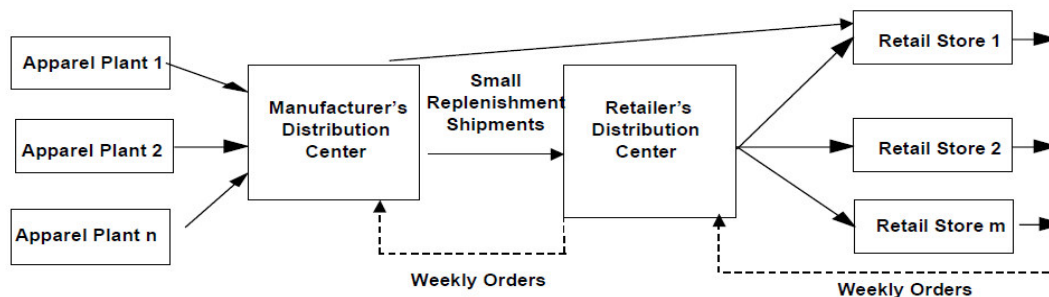 Apparel Plant 1
Apparel Plant 2
Apparel Plant n
Manufacturer's
Distribution
Center
Small
Replenishment
Shipments
Retailer's
Distribution
Center
Retail Store 1
Retail Store 2
Retail Store m
Weekly Orders
Weekly Orders